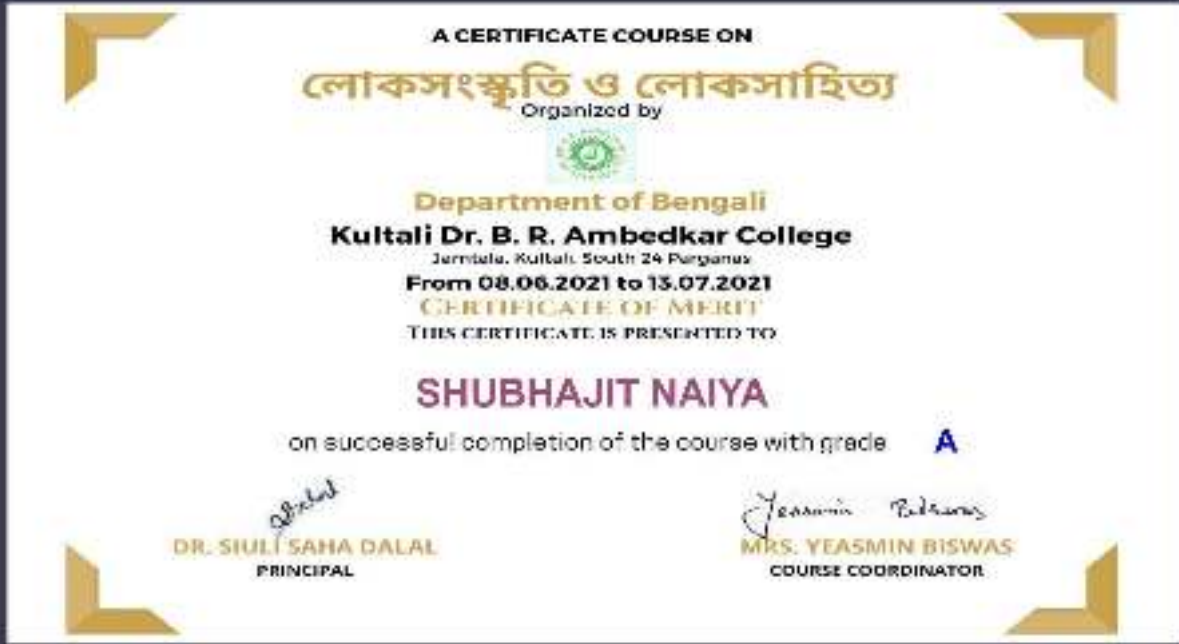 A CERTIFICATE COURSE ON
লোকসংস্কৃতি ও লোকসাহিত্য
Organized by
Department of Bengali
Kultali Dr. B. R. Ambedkar College
Jamtala, Kultali, South 24 Parganas
From 08.06.2021 to 13.07.2021
CERTIFICATE OF MERIT
THIS CERTIFICATE IS PRESENTED TO
SHUBHAJIT NAIYA
on successful completion of the course with grade A
Yeasmin Biswas
DR. SIULI SAHA DALAL MRS. YEASMIN BISWAS
PRINCIPAL COURSE COORDINATOR